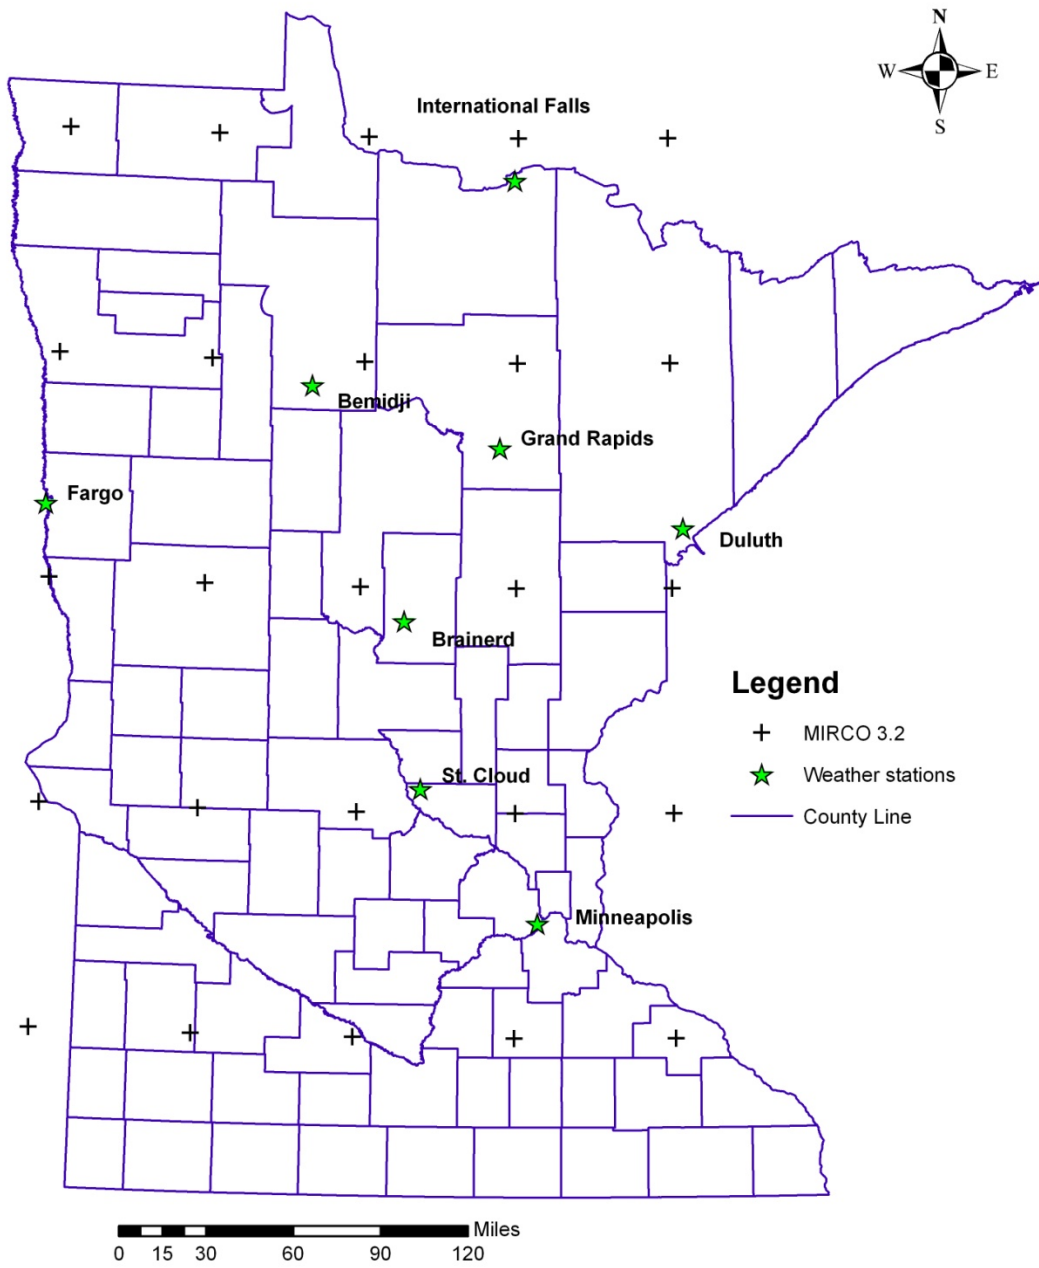 N
W E
S
International Falls
Bemidji
Grand Rapids
Fargo
Duluth
Brainerd
Legend
MIRCO 3.2
Weather stations
County Line
St. Cloud
Minneapolis
Miles
0 15 30 60 90 120